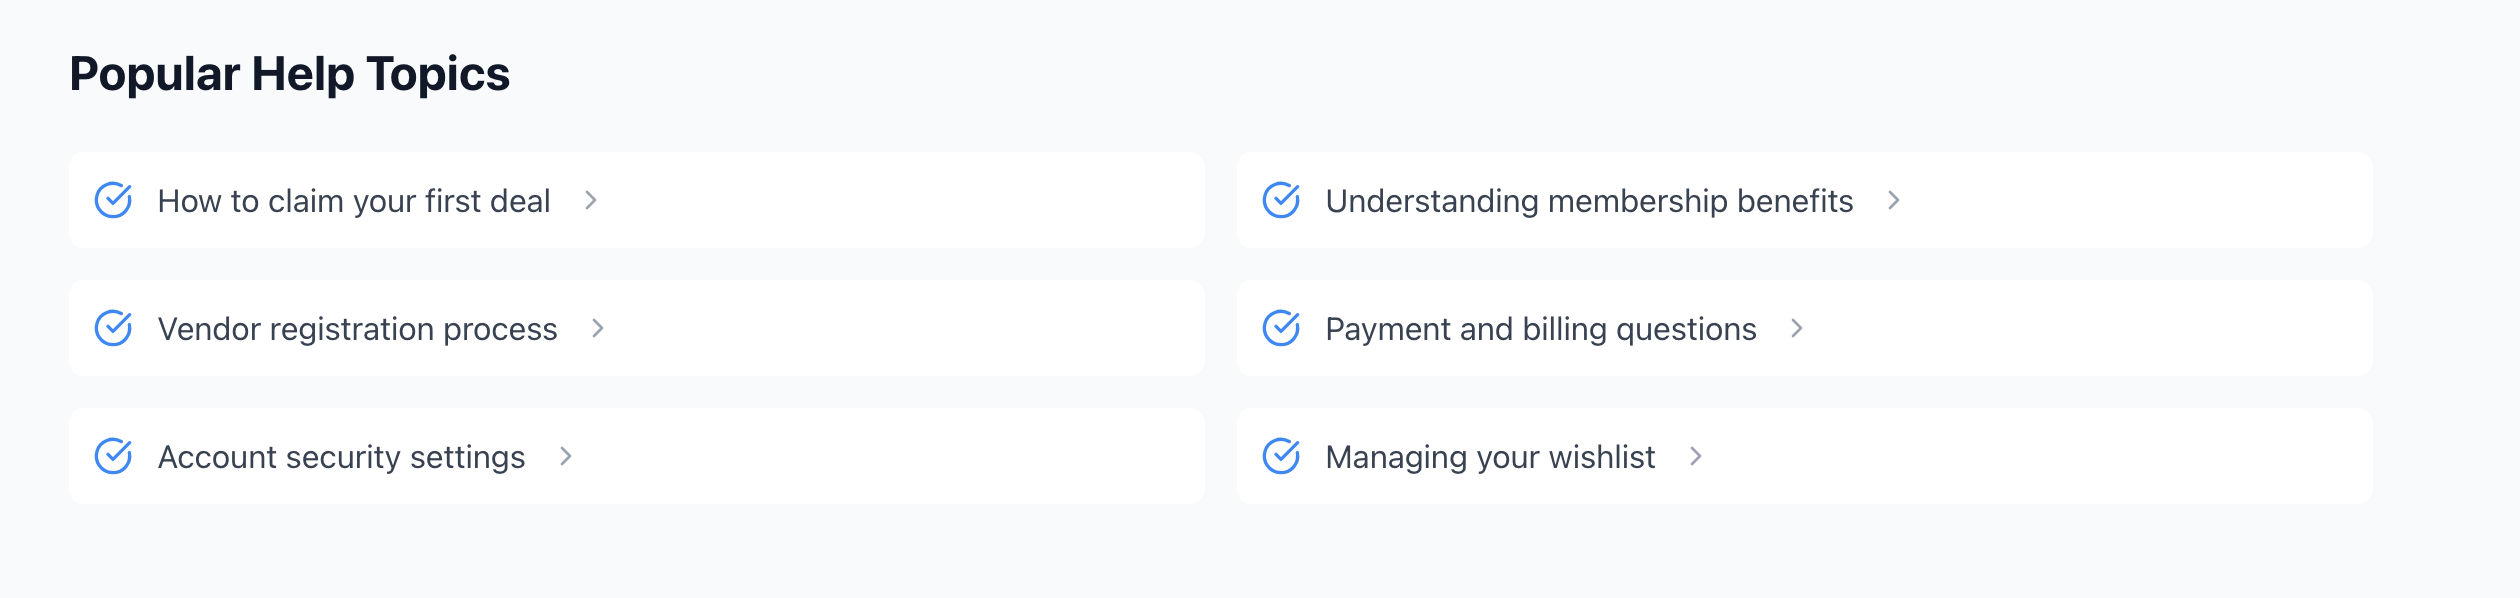 Popular Help Topics
How to claim your first deal
Understanding membership benefits
Vendor registration process
Payment and billing questions
Account security settings
Managing your wishlist